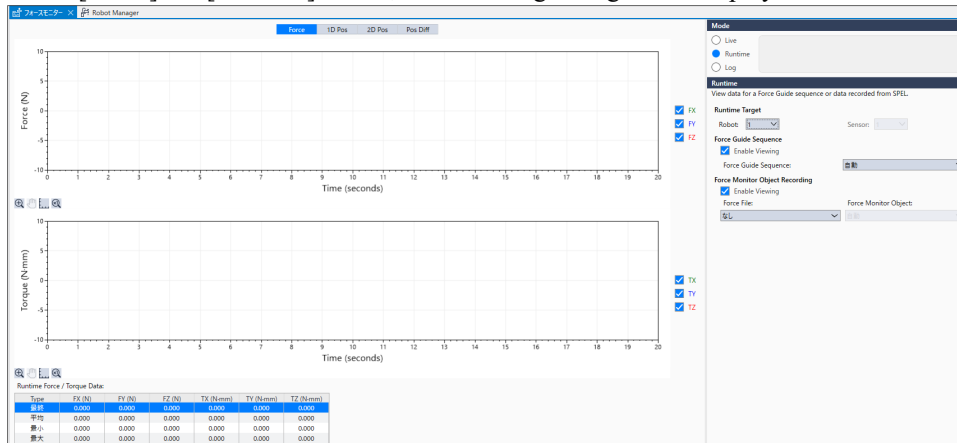 フォースモニター × Robot Manager
Force 1D Pos 2D Pos Pos Diff
10
5
0
-5
-10
Force (N)
0 1 2 3 4 5 6 7 8 9 10 11 12 13 14 15 16 17 18 19 20
Time (seconds)
FX
FY
FZ
10
5
0
-5
-10
Torque (N·mm)
0 1 2 3 4 5 6 7 8 9 10 11 12 13 14 15 16 17 18 19 20
Time (seconds)
TX
TY
TZ
Runtime Force / Torque Data:
Type FX (N) FY (N) FZ (N) TX (N·mm) TY (N·mm) TZ (N·mm)
最終 0.000 0.000 0.000 0.000 0.000 0.000
平均 0.000 0.000 0.000 0.000 0.000 0.000
最小 0.000 0.000 0.000 0.000 0.000 0.000
最大 0.000 0.000 0.000 0.000 0.000 0.000
Mode
Live
Runtime
Log
Runtime
View data for a Force Guide sequence or data recorded from SPEL.
Runtime Target
Robot: 1 Sensor: 1
Force Guide Sequence
Enable Viewing
Force Guide Sequence: 自動
Force Monitor Object Recording
Enable Viewing
Force File: Force Monitor Object:
なし 自動